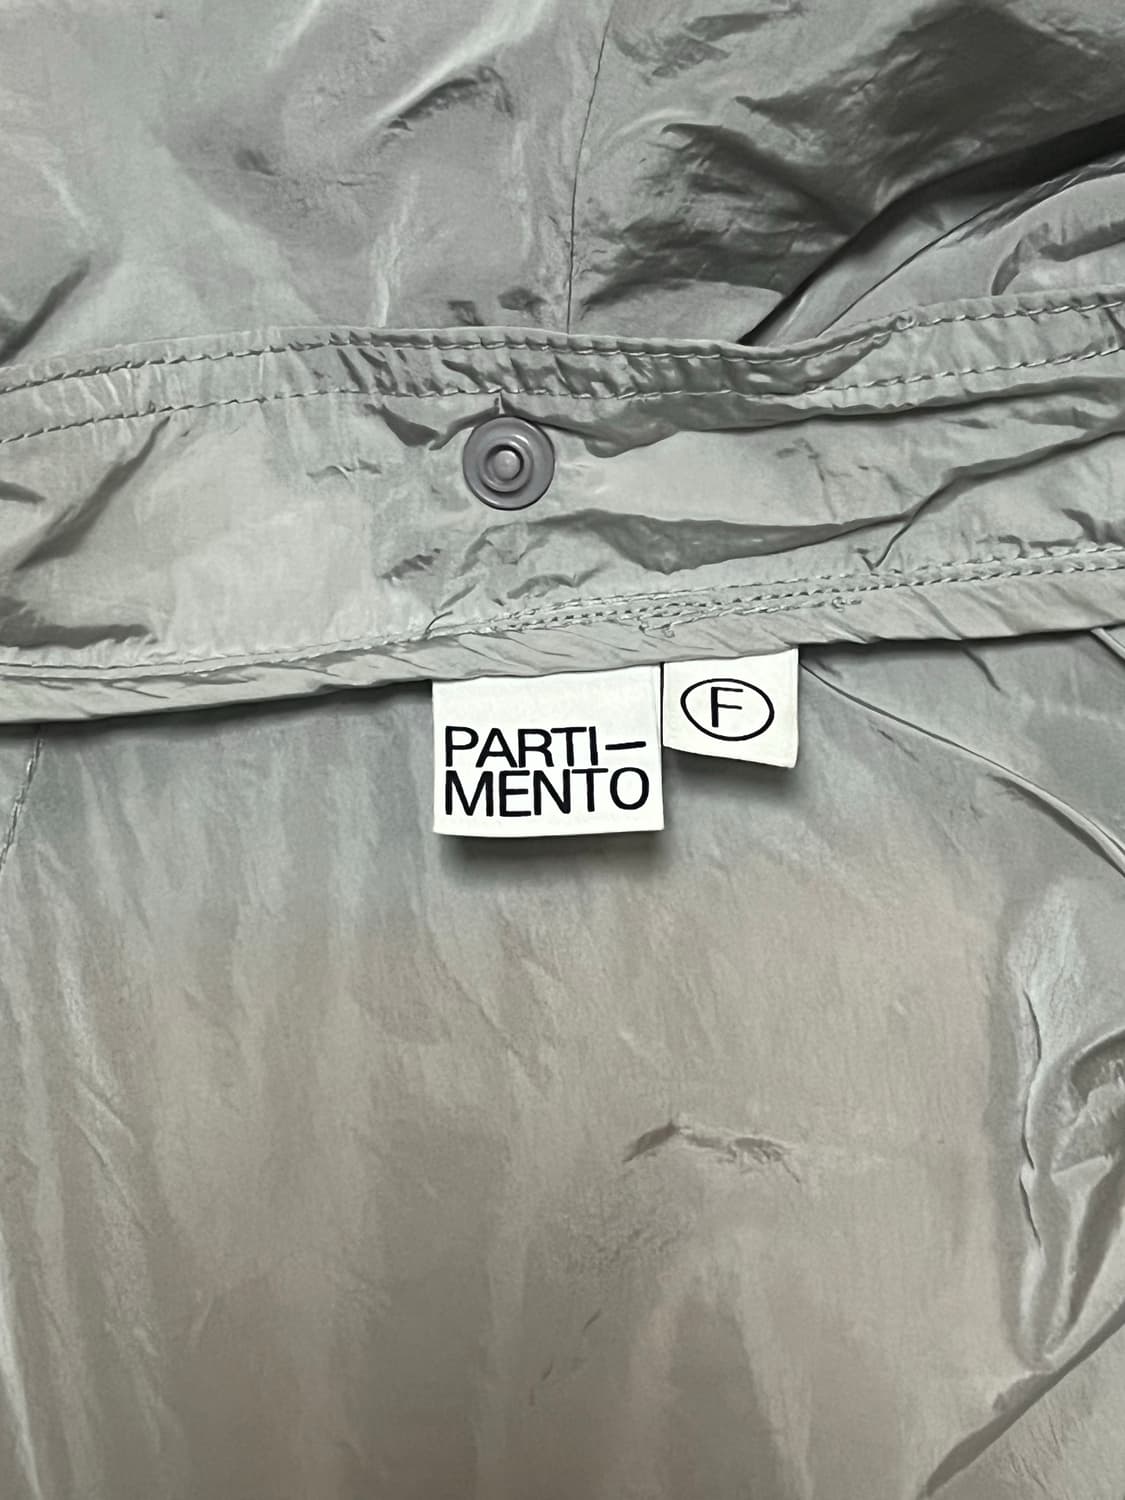 PARTI—
MENTO
F